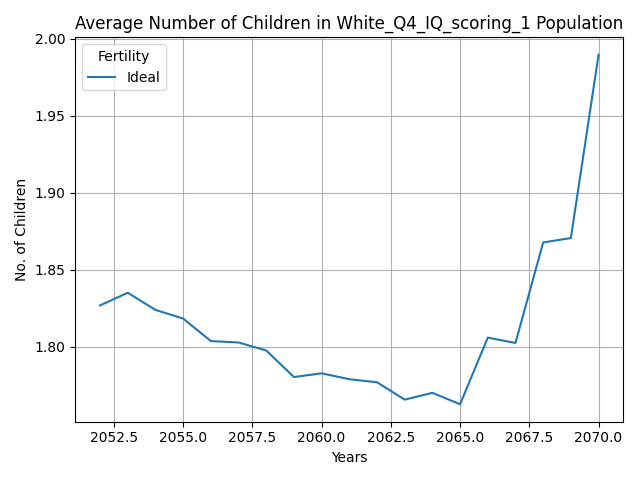 Average Number of Children in White_Q4_IQ_scoring_1 Population
Fertility
Ideal
No. of Children
2.00
1.95
1.90
1.85
1.80
2052.5 2055.0 2057.5 2060.0 2062.5 2065.0 2067.5 2070.0
Years